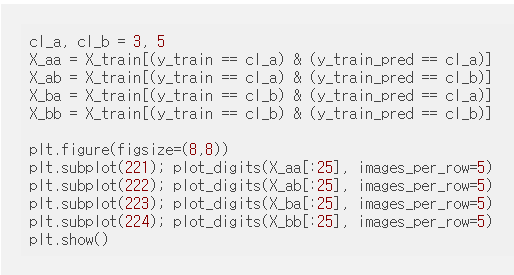 cl_a, cl_b = 3, 5
X_aa = X_train[(y_train == cl_a) & (y_train_pred == cl_a)]
X_ab = X_train[(y_train == cl_a) & (y_train_pred == cl_b)]
X_ba = X_train[(y_train == cl_b) & (y_train_pred == cl_a)]
X_bb = X_train[(y_train == cl_b) & (y_train_pred == cl_b)]

plt.figure(figsize=(8,8))
plt.subplot(221); plot_digits(X_aa[:25], images_per_row=5)
plt.subplot(222); plot_digits(X_ab[:25], images_per_row=5)
plt.subplot(223); plot_digits(X_ba[:25], images_per_row=5)
plt.subplot(224); plot_digits(X_bb[:25], images_per_row=5)
plt.show()